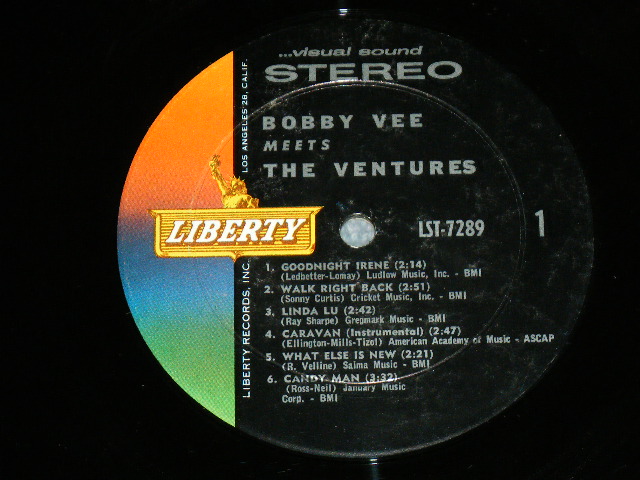 ...visual sound
STEREO
BOBBY VEE
MEETS
THE VENTURES
LIBERTY
LST-7289
1
1. GOODNIGHT IRENE (2:14)
(Ledbetter-Lomay) Ludlow Music, Inc. - BMI
2. WALK RIGHT BACK (2:51)
(Sonny Curtis) Cricket Music, Inc. - BMI
3. LINDA LU (2:42)
(Ray Sharpe) Gregmark Music - BMI
4. CARAVAN (Instrumental) (2:47)
(Ellington-Mills-Tizol) American Academy of Music - ASCAP
5. WHAT ELSE IS NEW (2:21)
(R. Velline) Saima Music - BMI
6. CANDY MAN (3:32)
(Ross-Neil) January Music
Corp. - BMI
LIBERTY RECORDS, INC.
LOS ANGELES 28, CALIF.